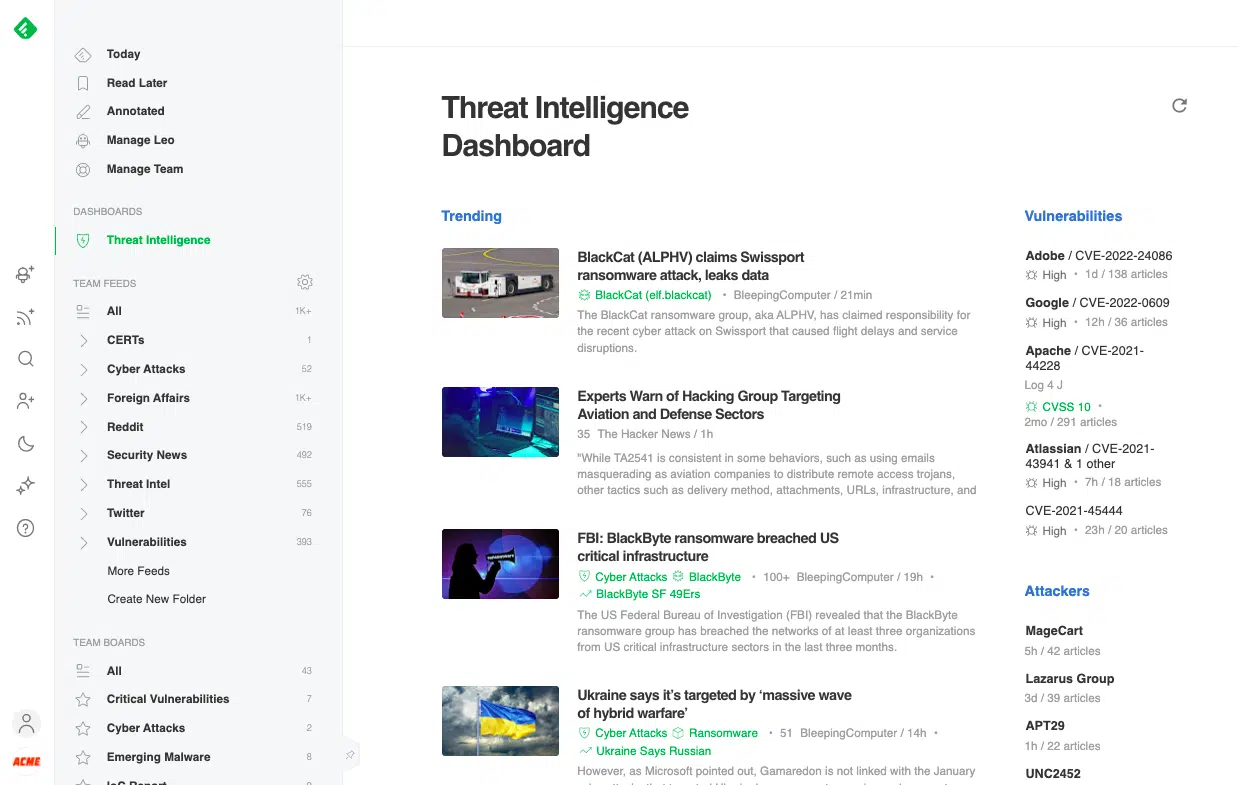 Today
Read Later
Annotated
Manage Leo
Manage Team
DASHBOARDS
Threat Intelligence
TEAM FEEDS
All 1K+
CERTs 1
Cyber Attacks 52
Foreign Affairs 1K+
Reddit 519
Security News 492
Threat Intel 555
Twitter 76
Vulnerabilities 393
More Feeds
Create New Folder
TEAM BOARDS
All 43
Critical Vulnerabilities 7
Cyber Attacks 2
Emerging Malware 8
ACME
Threat Intelligence
Dashboard
Trending
BlackCat (ALPHV) claims Swissport
ransomware attack, leaks data
BlackCat (elf.blackcat) • BleepingComputer / 21min
The BlackCat ransomware group, aka ALPHV, has claimed responsibility for
the recent cyber attack on Swissport that caused flight delays and service
disruptions.
Experts Warn of Hacking Group Targeting
Aviation and Defense Sectors
35 The Hacker News / 1h
"While TA2541 is consistent in some behaviors, such as using emails
masquerading as aviation companies to distribute remote access trojans,
other tactics such as delivery method, attachments, URLs, infrastructure, and
FBI: BlackByte ransomware breached US
critical infrastructure
Cyber Attacks BlackByte • 100+ BleepingComputer / 19h •
BlackByte SF 49Ers
The US Federal Bureau of Investigation (FBI) revealed that the BlackByte
ransomware group has breached the networks of at least three organizations
from US critical infrastructure sectors in the last three months.
Ukraine says it’s targeted by ‘massive wave
of hybrid warfare’
Cyber Attacks Ransomware • 51 BleepingComputer / 14h •
Ukraine Says Russian
However, as Microsoft pointed out, Gamaredon is not linked with the January
Vulnerabilities
Adobe / CVE-2022-24086
High • 1d / 138 articles
Google / CVE-2022-0609
High • 12h / 36 articles
Apache / CVE-2021-
44228
Log 4 J
CVSS 10 •
2mo / 291 articles
Atlassian / CVE-2021-
43941 & 1 other
High • 7h / 18 articles
CVE-2021-45444
High • 23h / 20 articles
Attackers
MageCart
5h / 42 articles
Lazarus Group
3d / 39 articles
APT29
1h / 22 articles
UNC2452